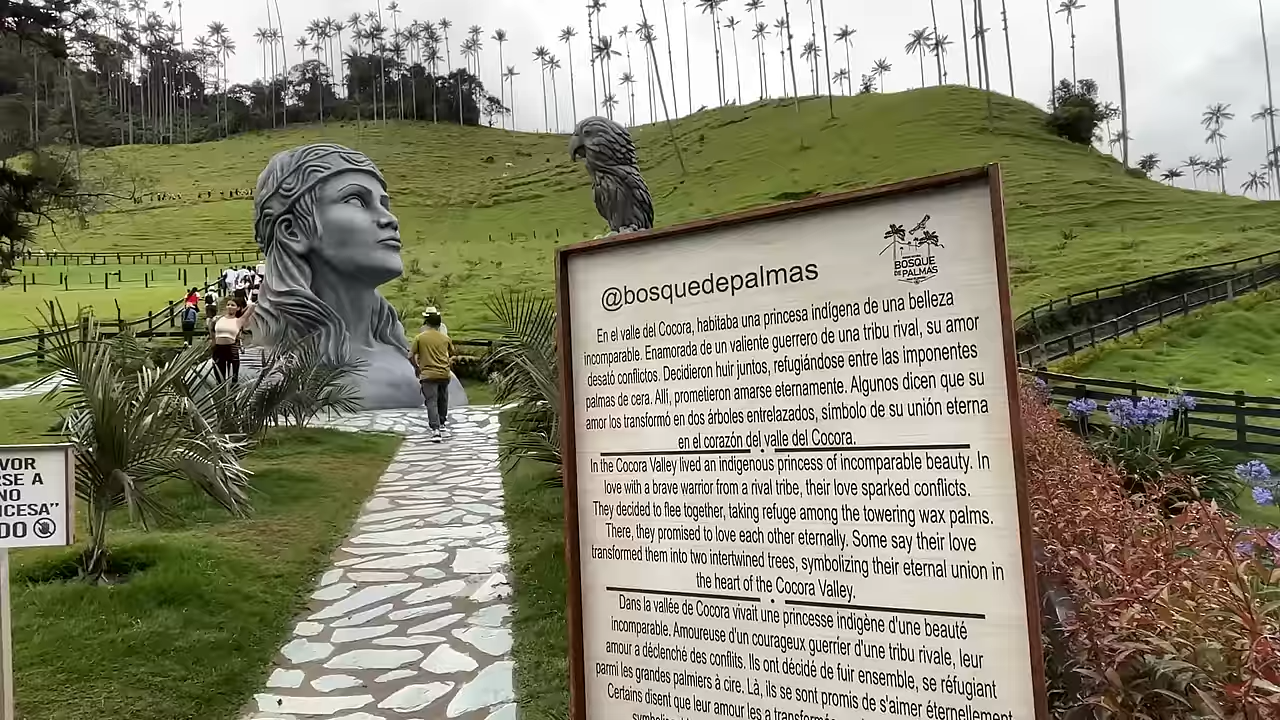 @bosquedepalmas
BOSQUE
DE PALMAS
En el valle del Cocora, habitaba una princesa indígena de una belleza
incomparable. Enamorada de un valiente guerrero de una tribu rival, su amor
desató conflictos. Decidieron huir juntos, refugiándose entre las imponentes
palmas de cera. Allí, prometieron amarse eternamente. Algunos dicen que su
amor los transformó en dos árboles entrelazados, símbolo de su unión eterna
en el corazón del valle del Cocora.
In the Cocora Valley lived an indigenous princess of incomparable beauty. In
love with a brave warrior from a rival tribe, their love sparked conflicts.
They decided to flee together, taking refuge among the towering wax palms.
There, they promised to love each other eternally. Some say their love
transformed them into two intertwined trees, symbolizing their eternal union in
the heart of the Cocora Valley.
Dans la vallée de Cocora vivait une princesse indigène d'une beauté
incomparable. Amoureuse d'un courageux guerrier d'une tribu rivale, leur
amour a déclenché des conflits. Ils ont décidé de fuir ensemble, se réfugiant
parmi les grandes palmiers à cire. Là, ils se sont promis de s'aimer éternellement.
Certains disent que leur amour les a transformés
VOR
RSE A
NO
NCESA"
DO